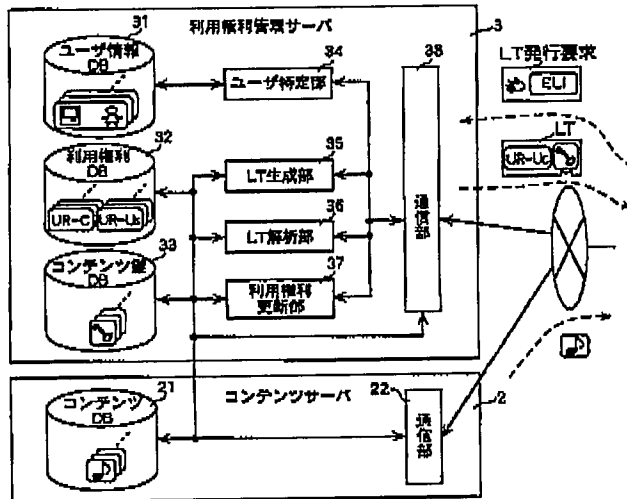 31
利用権利管理サーバ
3
ユーザ情報
DB
34
38
ユーザ特定部
LT発行要求
ELI
32
利用権利
DB
UR-C
UR-Us
35
LT生成部
LT
UR-Uc
36
LT解析部
通信部
33
コンテンツ鍵
DB
37
利用権利
更新部
21
コンテンツ
DB
コンテンツサーバ
22
通信部
2